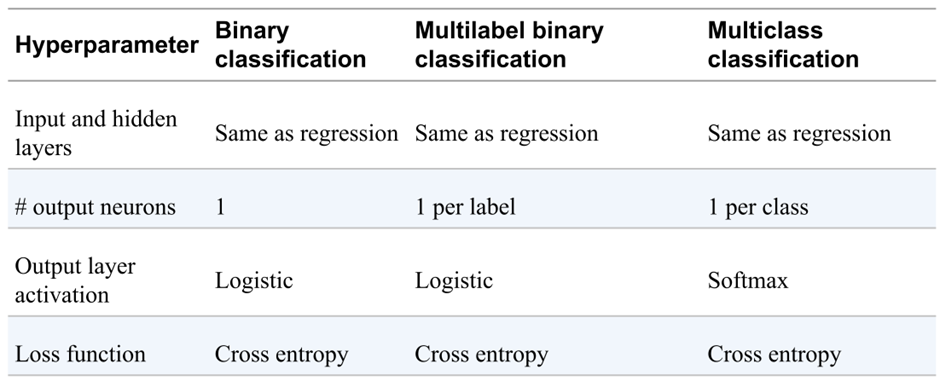 Hyperparameter Binary classification Multilabel binary classification Multiclass classification
Input and hidden layers Same as regression Same as regression Same as regression
# output neurons 1 1 per label 1 per class
Output layer activation Logistic Logistic Softmax
Loss function Cross entropy Cross entropy Cross entropy